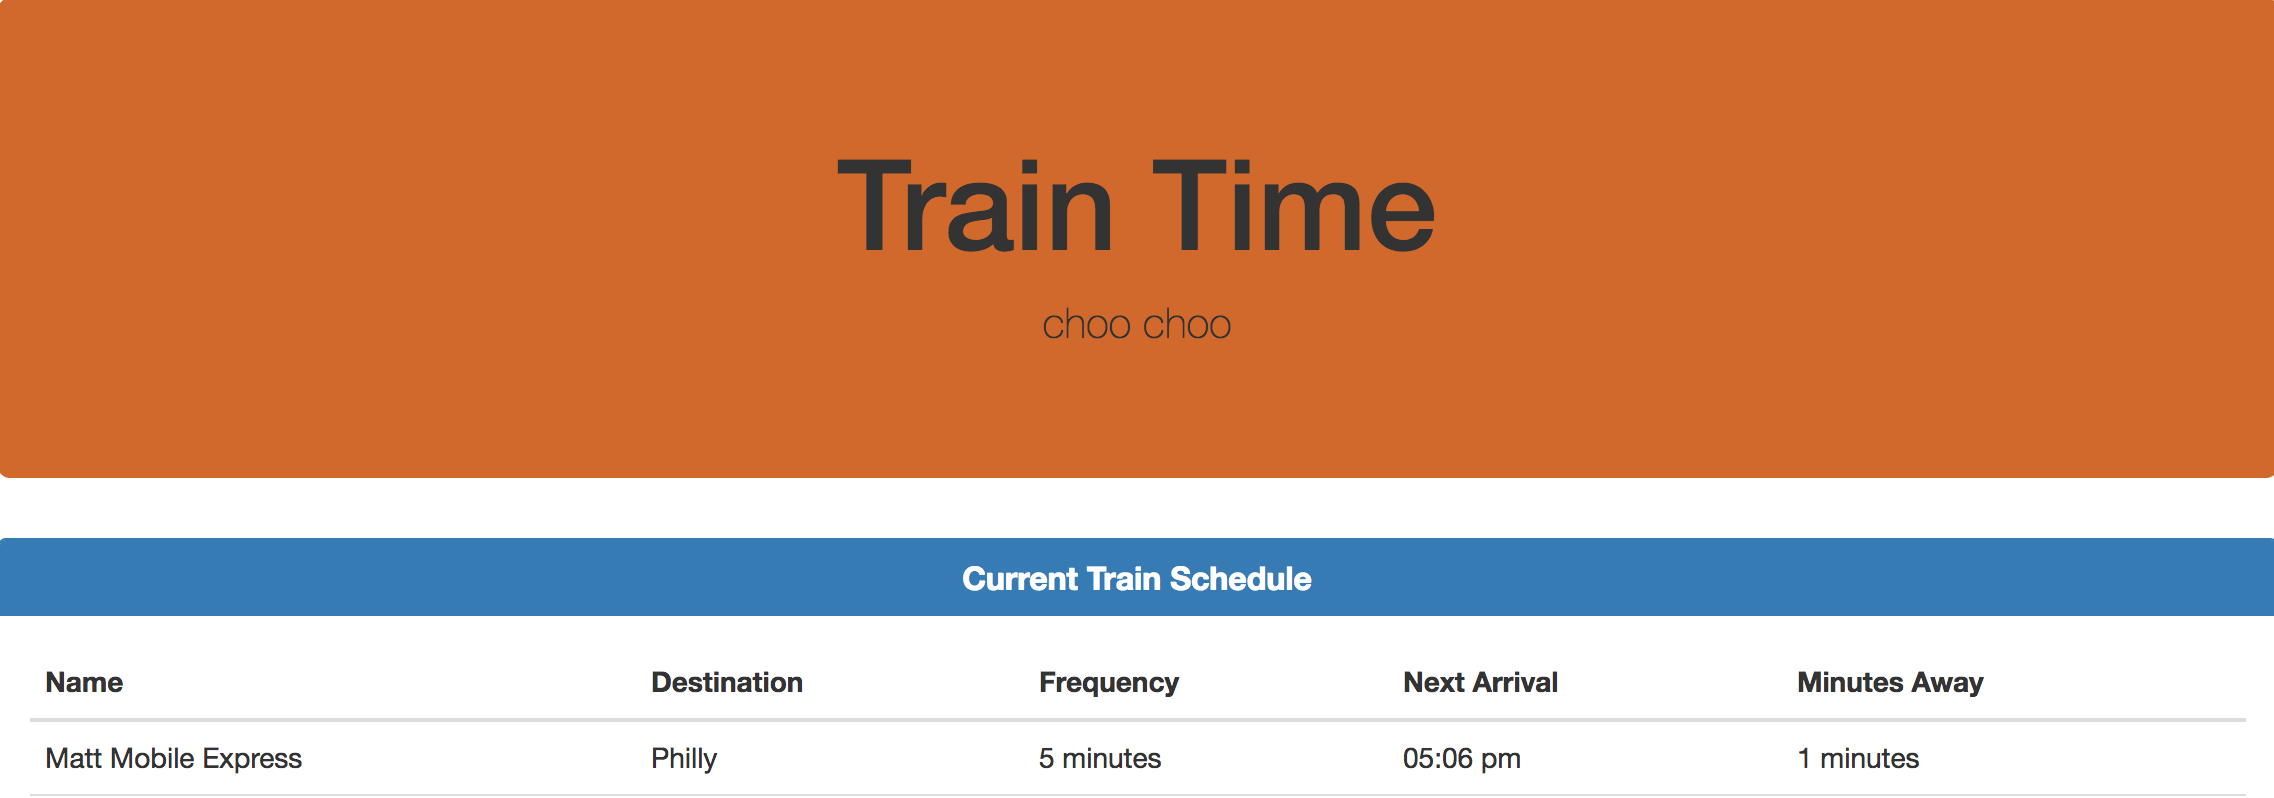 Train Time
choo choo
Current Train Schedule
Name Destination Frequency Next Arrival Minutes Away
Matt Mobile Express Philly 5 minutes 05:06 pm 1 minutes